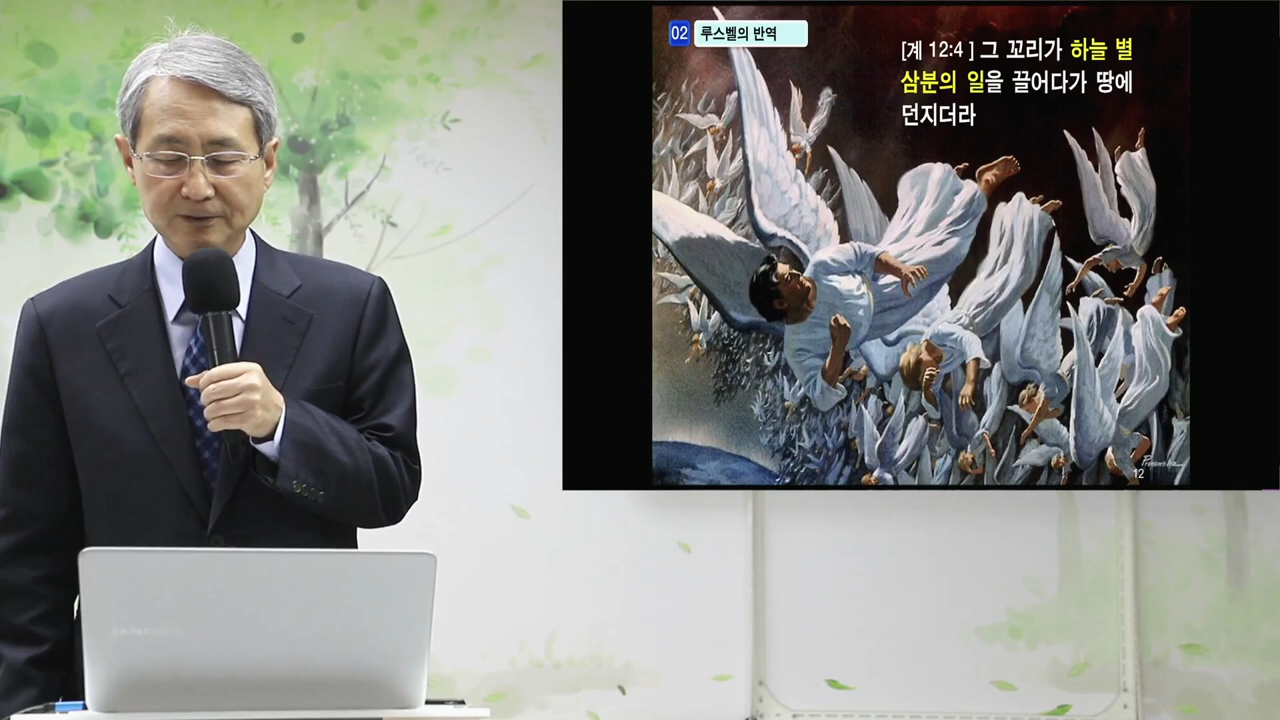 02 루스벨의 반역
[계 12:4 ] 그 꼬리가 하늘 별
삼분의 일을 끌어다가 땅에
던지더라
12